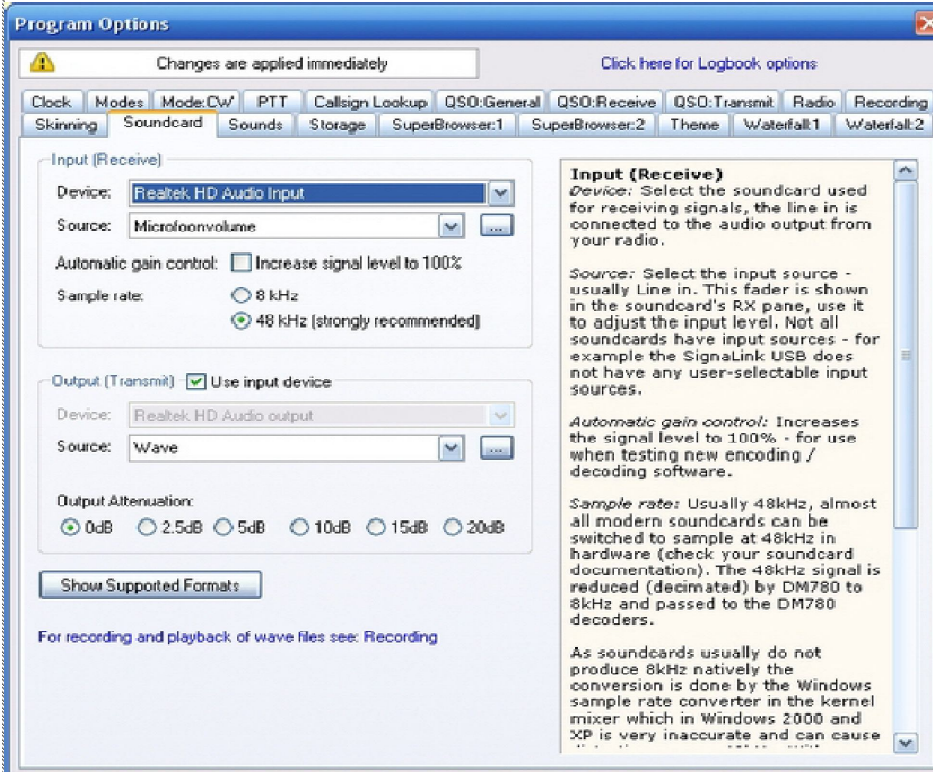 Program Options
Changes are applied immediately
Click here for Logbook options
Clock Modes Mode:CW PTT Callsign Lookup QSO:General QSO:Receive QSO:Transmit Radio Recording
Skinning Soundcard Sounds Storage SuperBrowser:1 SuperBrowser:2 Theme Waterfall:1 Waterfall:2
Input (Receive)
Device: Realtek HD Audio Input
Source: Microfoonvolume ...
Automatic gain control: Increase signal level to 100%
Sample rate: 8 kHz
48 kHz (strongly recommended)
Output (Transmit) Use input device
Device: Realtek HD Audio output
Source: Wave ...
Output Attenuation:
0dB 2.5dB 5dB 10dB 15dB 20dB
Show Supported Formats
For recording and playback of wave files see: Recording
Input (Receive)
Device: Select the soundcard used
for receiving signals, the line in is
connected to the audio output from
your radio.
Source: Select the input source -
usually Line in. This fader is shown
in the soundcard's RX pane, use it
to adjust the input level. Not all
soundcards have input sources - for
example the SignaLink USB does
not have any user-selectable input
sources.
Automatic gain control: Increases
the signal level to 100% - for use
when testing new encoding /
decoding software.
Sample rate: Usually 48kHz, almost
all modern soundcards can be
switched to sample at 48kHz in
hardware (check your soundcard
documentation). The 48kHz signal is
reduced (decimated) by DM780 to
8kHz and passed to the DM780
decoders.
As soundcards usually do not
produce 8kHz natively the
conversion is done by the Windows
sample rate converter in the kernel
mixer which in Windows 2000 and
XP is very inaccurate and can cause